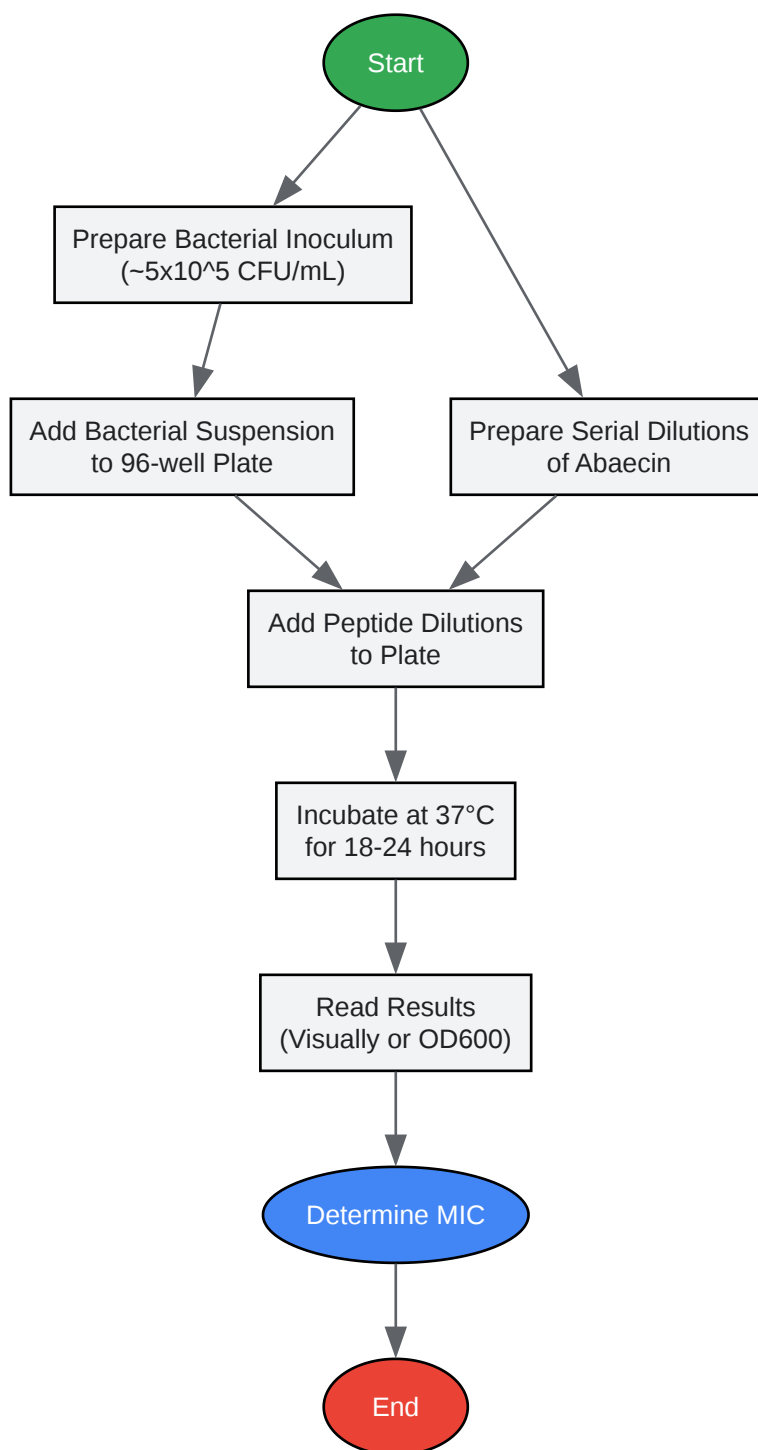 Start
Prepare Bacterial Inoculum
(~5x10^5 CFU/mL)
Add Bacterial Suspension
to 96-well Plate
Prepare Serial Dilutions
of Abaecin
Add Peptide Dilutions
to Plate
Incubate at 37°C
for 18-24 hours
Read Results
(Visually or OD600)
Determine MIC
End